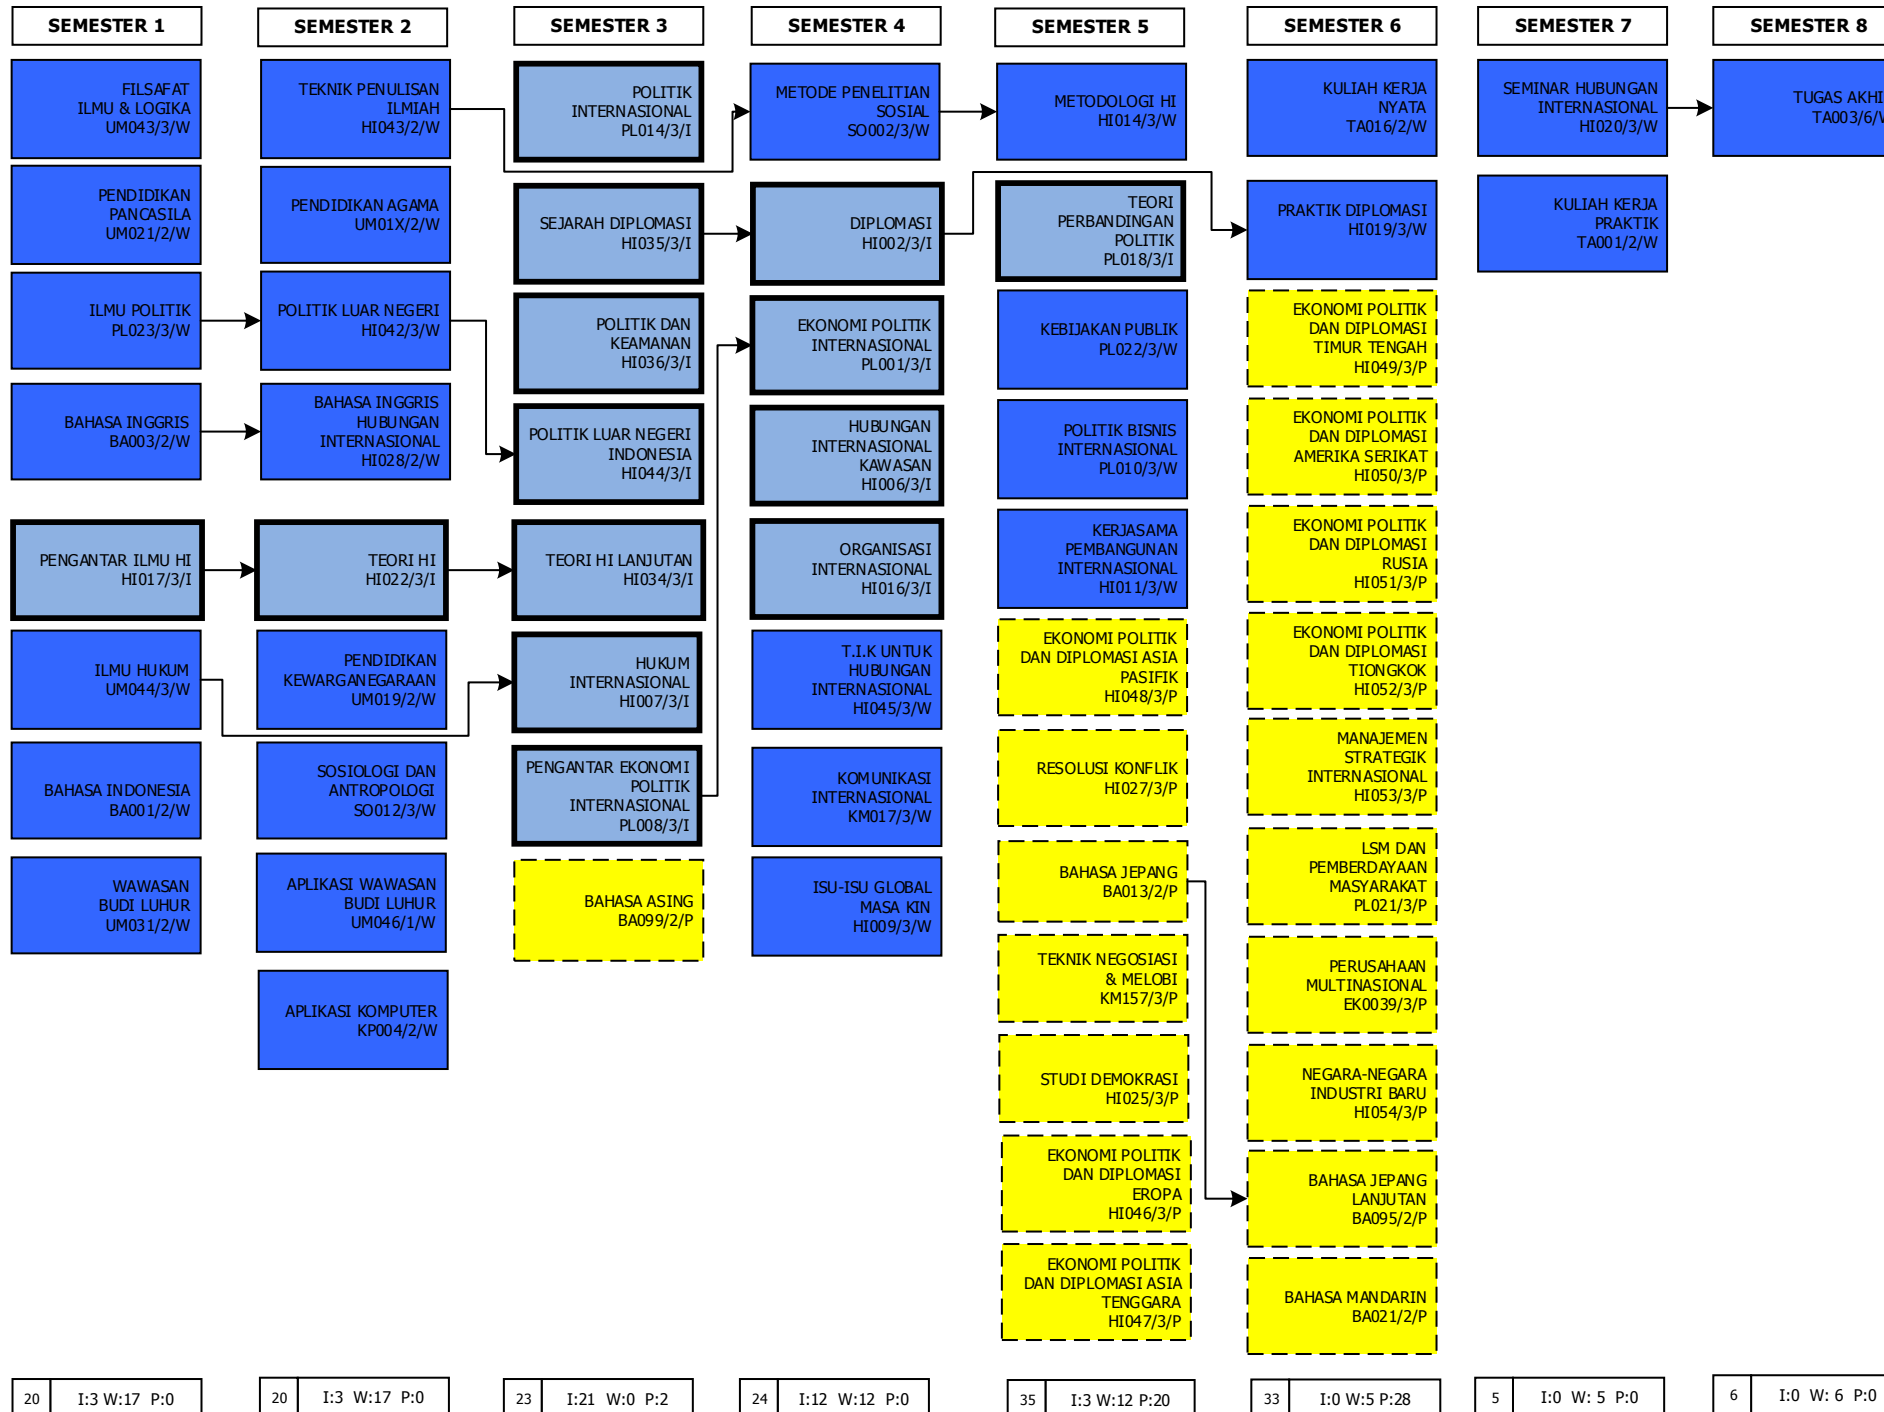 SEMESTER 1
FILSAFAT
ILMU & LOGIKA
UM043/3/W
PENDIDIKAN
PANCASILA
UM021/2/W
ILMU POLITIK
PL023/3/W
BAHASA INGGRIS
BA003/2/W
PENGANTAR ILMU HI
HI017/3/I
ILMU HUKUM
UM044/3/W
BAHASA INDONESIA
BA001/2/W
WAWASAN
BUDI LUHUR
UM031/2/W
20 I:3 W:17 P:0
SEMESTER 2
TEKNIK PENULISAN
ILMIAH
HI043/2/W
PENDIDIKAN AGAMA
UM01X/2/W
POLITIK LUAR NEGERI
HI042/3/W
BAHASA INGGRIS
HUBUNGAN
INTERNASIONAL
HI028/2/W
TEORI HI
HI022/3/I
PENDIDIKAN
KEWARGANEGARAAN
UM019/2/W
SOSIOLOGI DAN
ANTROPOLOGI
SO012/3/W
APLIKASI WAWASAN
BUDI LUHUR
UM046/1/W
APLIKASI KOMPUTER
KP004/2/W
20 I:3 W:17 P:0
SEMESTER 3
POLITIK
INTERNASIONAL
PL014/3/I
SEJARAH DIPLOMASI
HI035/3/I
POLITIK DAN
KEAMANAN
HI036/3/I
POLITIK LUAR NEGERI
INDONESIA
HI044/3/I
TEORI HI LANJUTAN
HI034/3/I
HUKUM
INTERNASIONAL
HI007/3/I
PENGANTAR EKONOMI
POLITIK
INTERNASIONAL
PL008/3/I
BAHASA ASING
BA099/2/P
23 I:21 W:0 P:2
SEMESTER 4
METODE PENELITIAN
SOSIAL
SO002/3/W
DIPLOMASI
HI002/3/I
EKONOMI POLITIK
INTERNASIONAL
PL001/3/I
HUBUNGAN
INTERNASIONAL
KAWASAN
HI006/3/I
ORGANISASI
INTERNASIONAL
HI016/3/I
T.I.K UNTUK
HUBUNGAN
INTERNASIONAL
HI045/3/W
KOMUNIKASI
INTERNASIONAL
KM017/3/W
ISU-ISU GLOBAL
MASA KIN
HI009/3/W
24 I:12 W:12 P:0
SEMESTER 5
METODOLOGI HI
HI014/3/W
TEORI
PERBANDINGAN
POLITIK
PL018/3/I
KEBIJAKAN PUBLIK
PL022/3/W
POLITIK BISNIS
INTERNASIONAL
PL010/3/W
KERJASAMA
PEMBANGUNAN
INTERNASIONAL
HI011/3/W
EKONOMI POLITIK
DAN DIPLOMASI ASIA
PASIFIK
HI048/3/P
RESOLUSI KONFLIK
HI027/3/P
BAHASA JEPANG
BA013/2/P
TEKNIK NEGOSIASI
& MELOBI
KM157/3/P
STUDI DEMOKRASI
HI025/3/P
EKONOMI POLITIK
DAN DIPLOMASI
EROPA
HI046/3/P
EKONOMI POLITIK
DAN DIPLOMASI ASIA
TENGGARA
HI047/3/P
35 I:3 W:12 P:20
SEMESTER 6
KULIAH KERJA
NYATA
TA016/2/W
PRAKTIK DIPLOMASI
HI019/3/W
EKONOMI POLITIK
DAN DIPLOMASI
TIMUR TENGAH
HI049/3/P
EKONOMI POLITIK
DAN DIPLOMASI
AMERIKA SERIKAT
HI050/3/P
EKONOMI POLITIK
DAN DIPLOMASI
RUSIA
HI051/3/P
EKONOMI POLITIK
DAN DIPLOMASI
TIONGKOK
HI052/3/P
MANAJEMEN
STRATEGIK
INTERNASIONAL
HI053/3/P
LSM DAN
PEMBERDAYAAN
MASYARAKAT
PL021/3/P
PERUSAHAAN
MULTINASIONAL
EK0039/3/P
NEGARA-NEGARA
INDUSTRI BARU
HI054/3/P
BAHASA JEPANG
LANJUTAN
BA095/2/P
BAHASA MANDARIN
BA021/2/P
33 I:0 W:5 P:28
SEMESTER 7
SEMINAR HUBUNGAN
INTERNASIONAL
HI020/3/W
KULIAH KERJA
PRAKTIK
TA001/2/W
5 I:0 W: 5 P:0
SEMESTER 8
TUGAS AKHI
TA003/6/W
6 I:0 W: 6 P:0